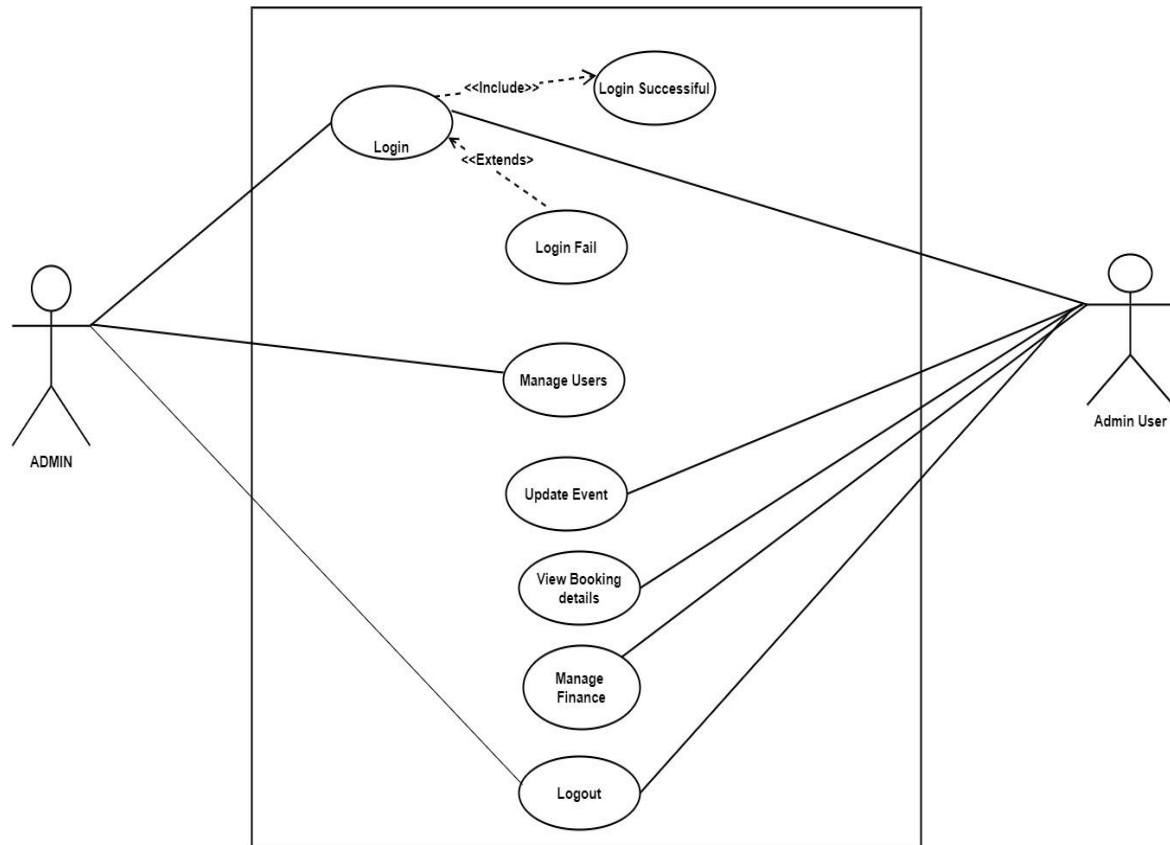 <<Include>>
Login Successiful
Login
<<Extends>
Login Fail
Manage Users
ADMIN
Admin User
Update Event
View Booking
details
Manage
Finance
Logout